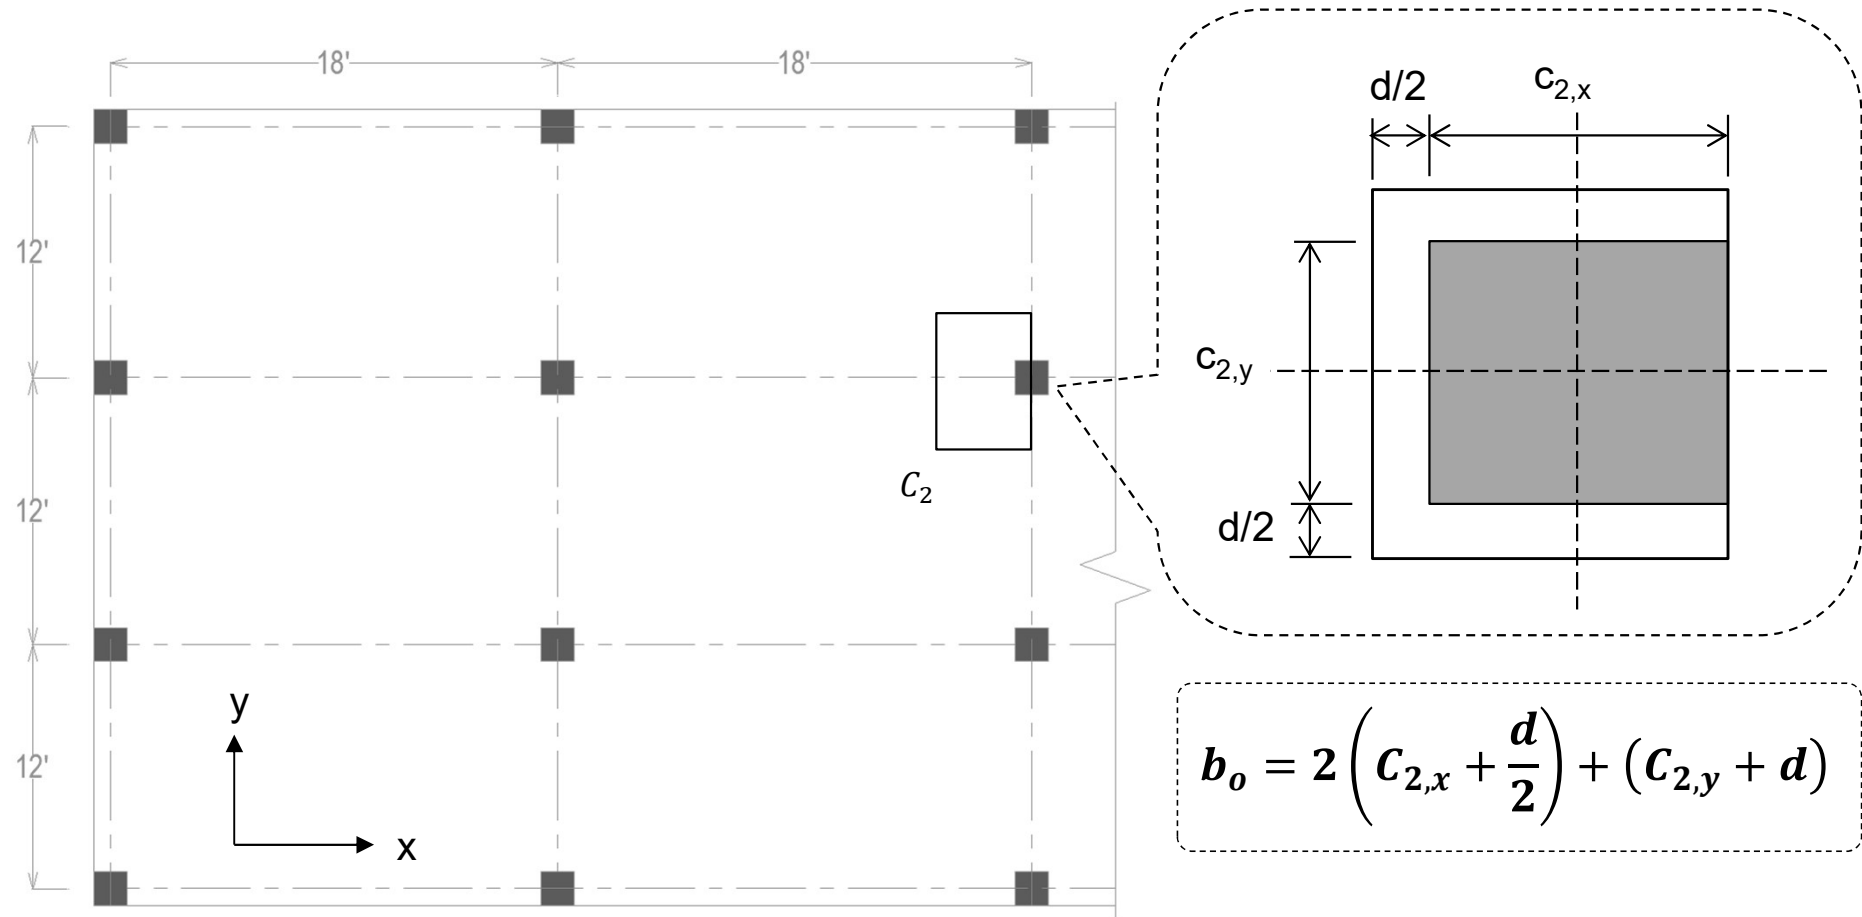 18'
18'
12'
12'
12'
C₂
y
x
d/2
c₂,ₓ
c₂,ᵧ
d/2
bₒ = 2 (C₂,ₓ + d/2) + (C₂,ᵧ + d)